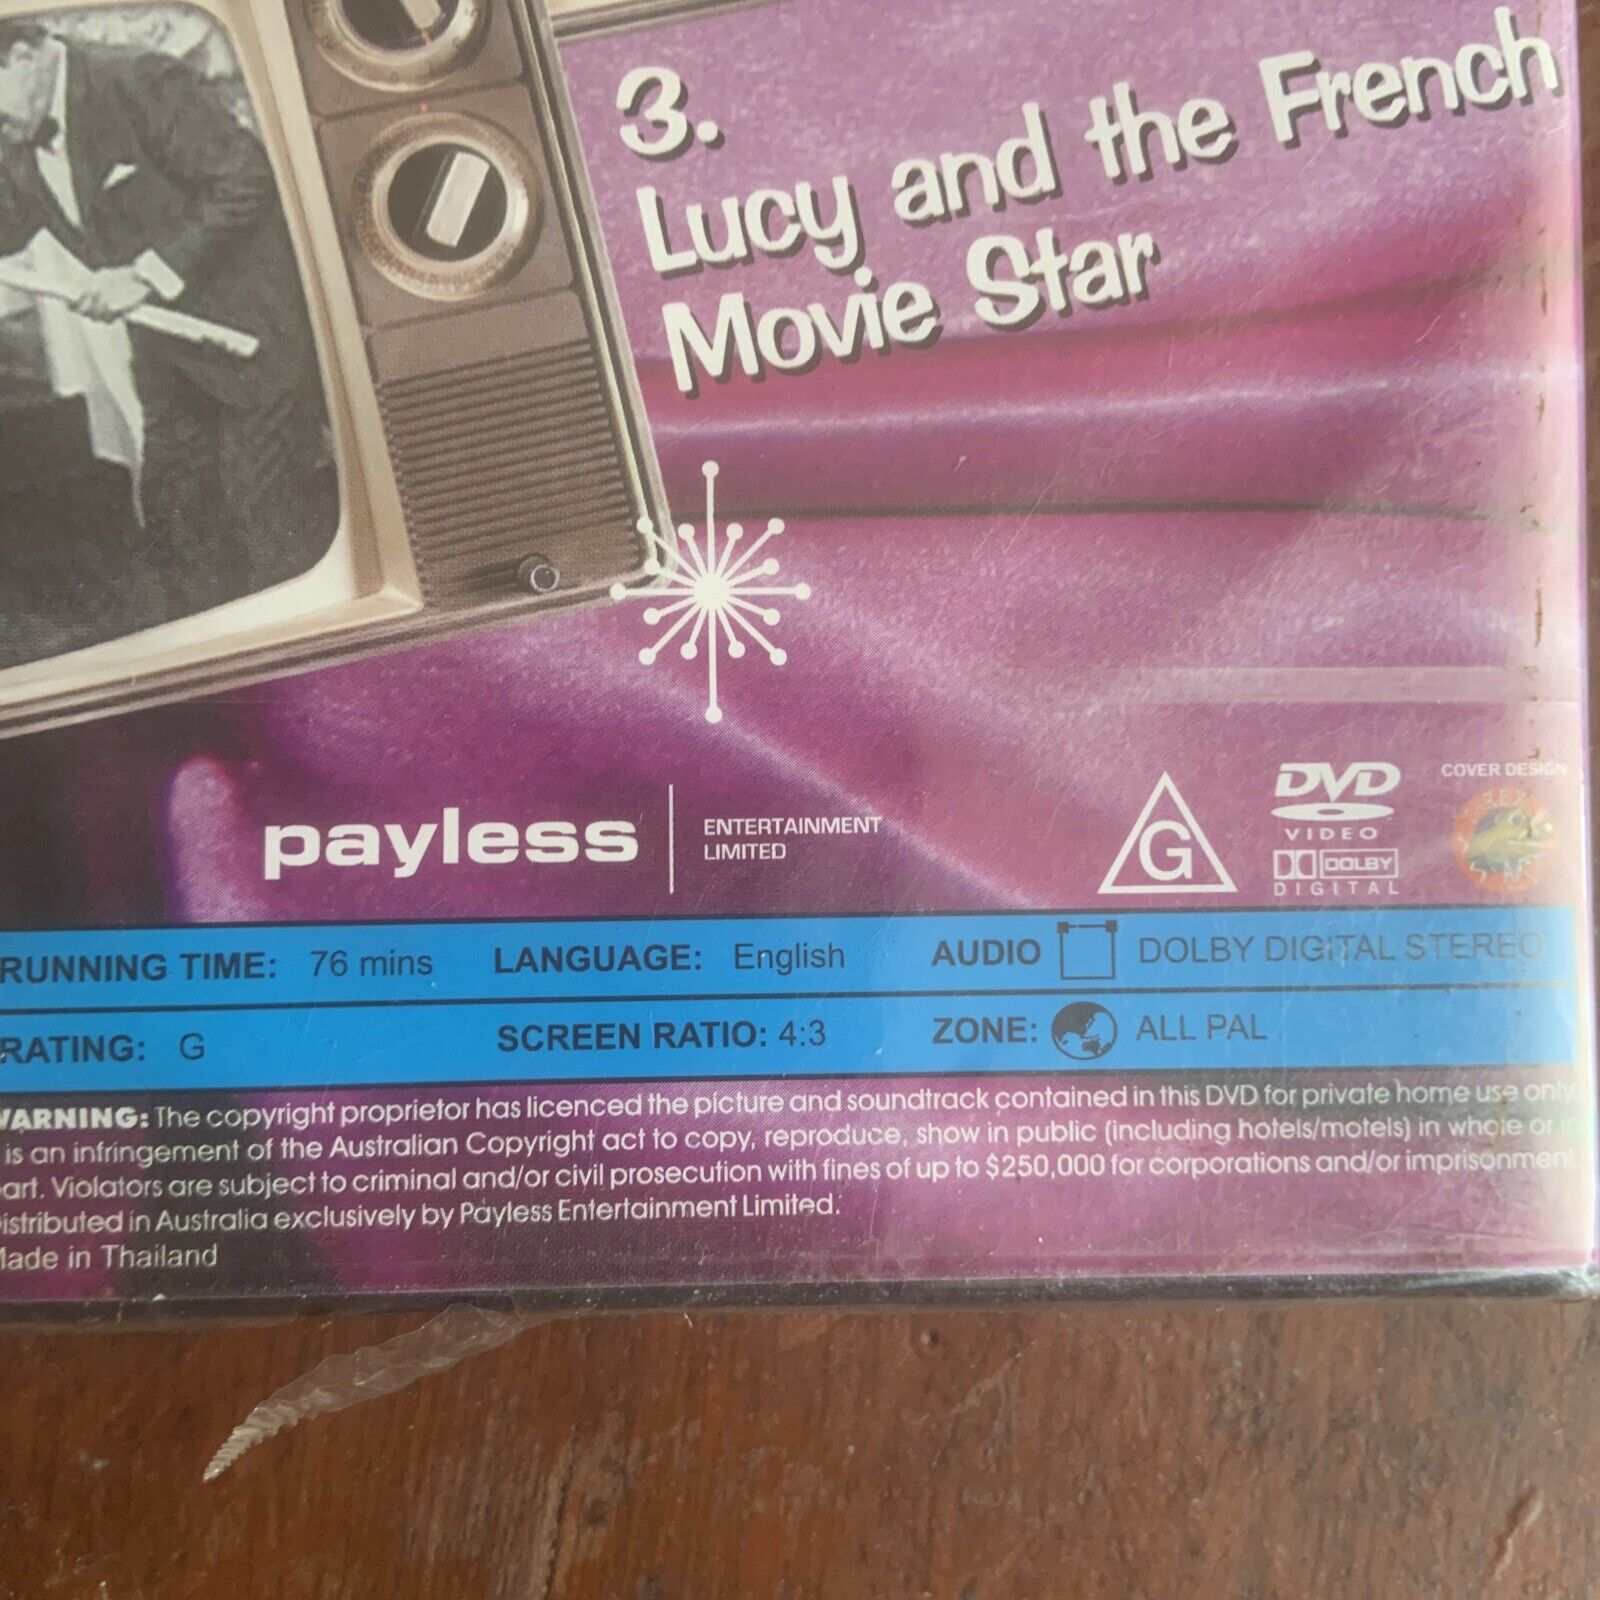 3.
Lucy and the French
Movie Star
payless
ENTERTAINMENT
LIMITED
G
DVD
VIDEO
DOLBY
DIGITAL
COVER DESIGN
RUNNING TIME: 76 mins LANGUAGE: English AUDIO DOLBY DIGITAL STEREO
RATING: G SCREEN RATIO: 4:3 ZONE: ALL PAL
WARNING: The copyright proprietor has licenced the picture and soundtrack contained in this DVD for private home use only.
is an infringement of the Australian Copyright act to copy, reproduce, show in public (including hotels/motels) in whole or in
art. Violators are subject to criminal and/or civil prosecution with fines of up to $250,000 for corporations and/or imprisonment
istributed in Australia exclusively by Payless Entertainment Limited.
Made in Thailand